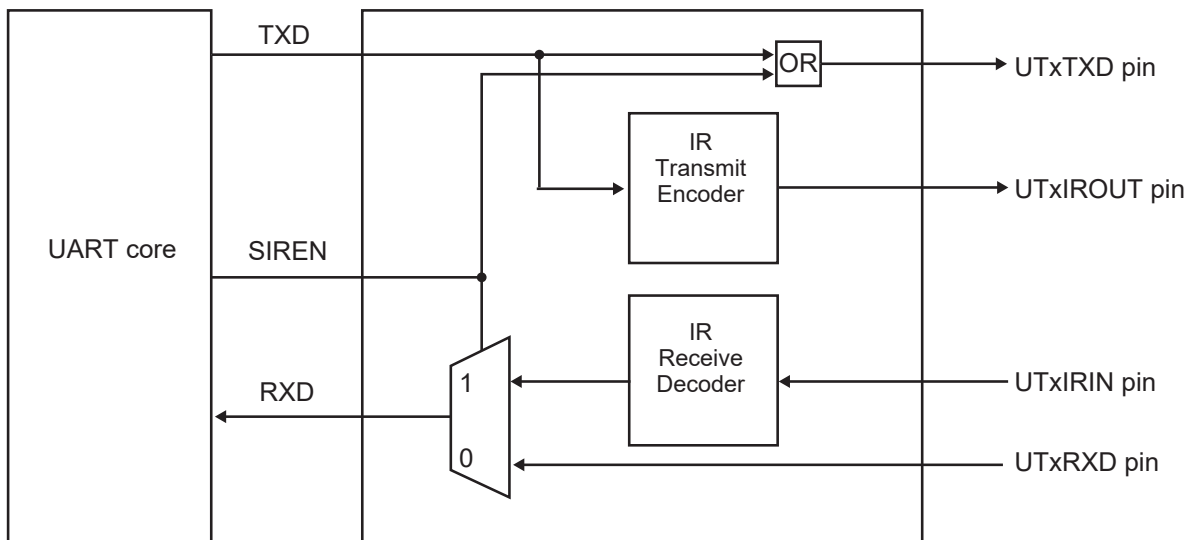 TXD
OR
UTxTXD pin
IR
Transmit
Encoder
UTxIROUT pin
UART core
SIREN
IR
Receive
Decoder
1
UTxIRIN pin
RXD
0
UTxRXD pin